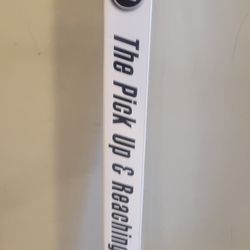 The Pick Up & Reaching